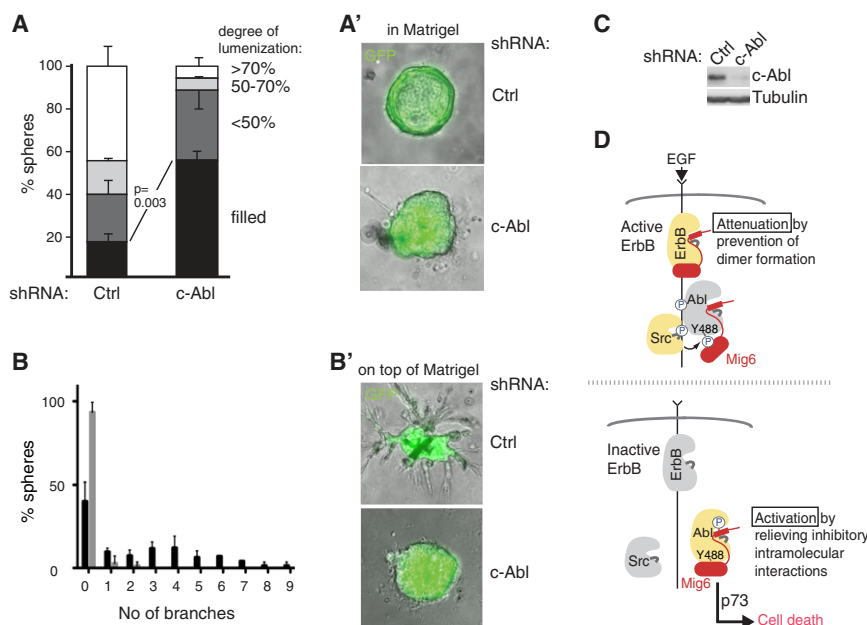 A
degree of
lumenization:
100
80
60
40
20
% spheres
>70%
50-70%
<50%
filled
p=
0.003
shRNA:
Ctrl
c-Abl
A'
in Matrigel
shRNA:
GFP
Ctrl
c-Abl
B
100
50
0
% spheres
0 1 2 3 4 5 6 7 8 9
No of branches
B'
on top of Matrigel
shRNA:
GFP
Ctrl
c-Abl
C
shRNA:
Ctrl
c-Abl
c-Abl
Tubulin
D
EGF
Active
ErbB
ErbB
Attenuation by
prevention of
dimer formation
P
Abl
Src
P
Y488
P
Mig6
Inactive
ErbB
ErbB
Src
P
Abl
Y488
Mig6
Activation by
relieving inhibitory
intramolecular
interactions
p73
Cell death